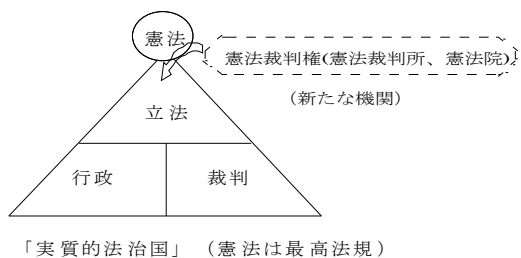 憲法
憲法裁判権(憲法裁判所、憲法院)
(新たな機関)
立法
行政
裁判
「実質的法治国」 (憲法は最高法規)